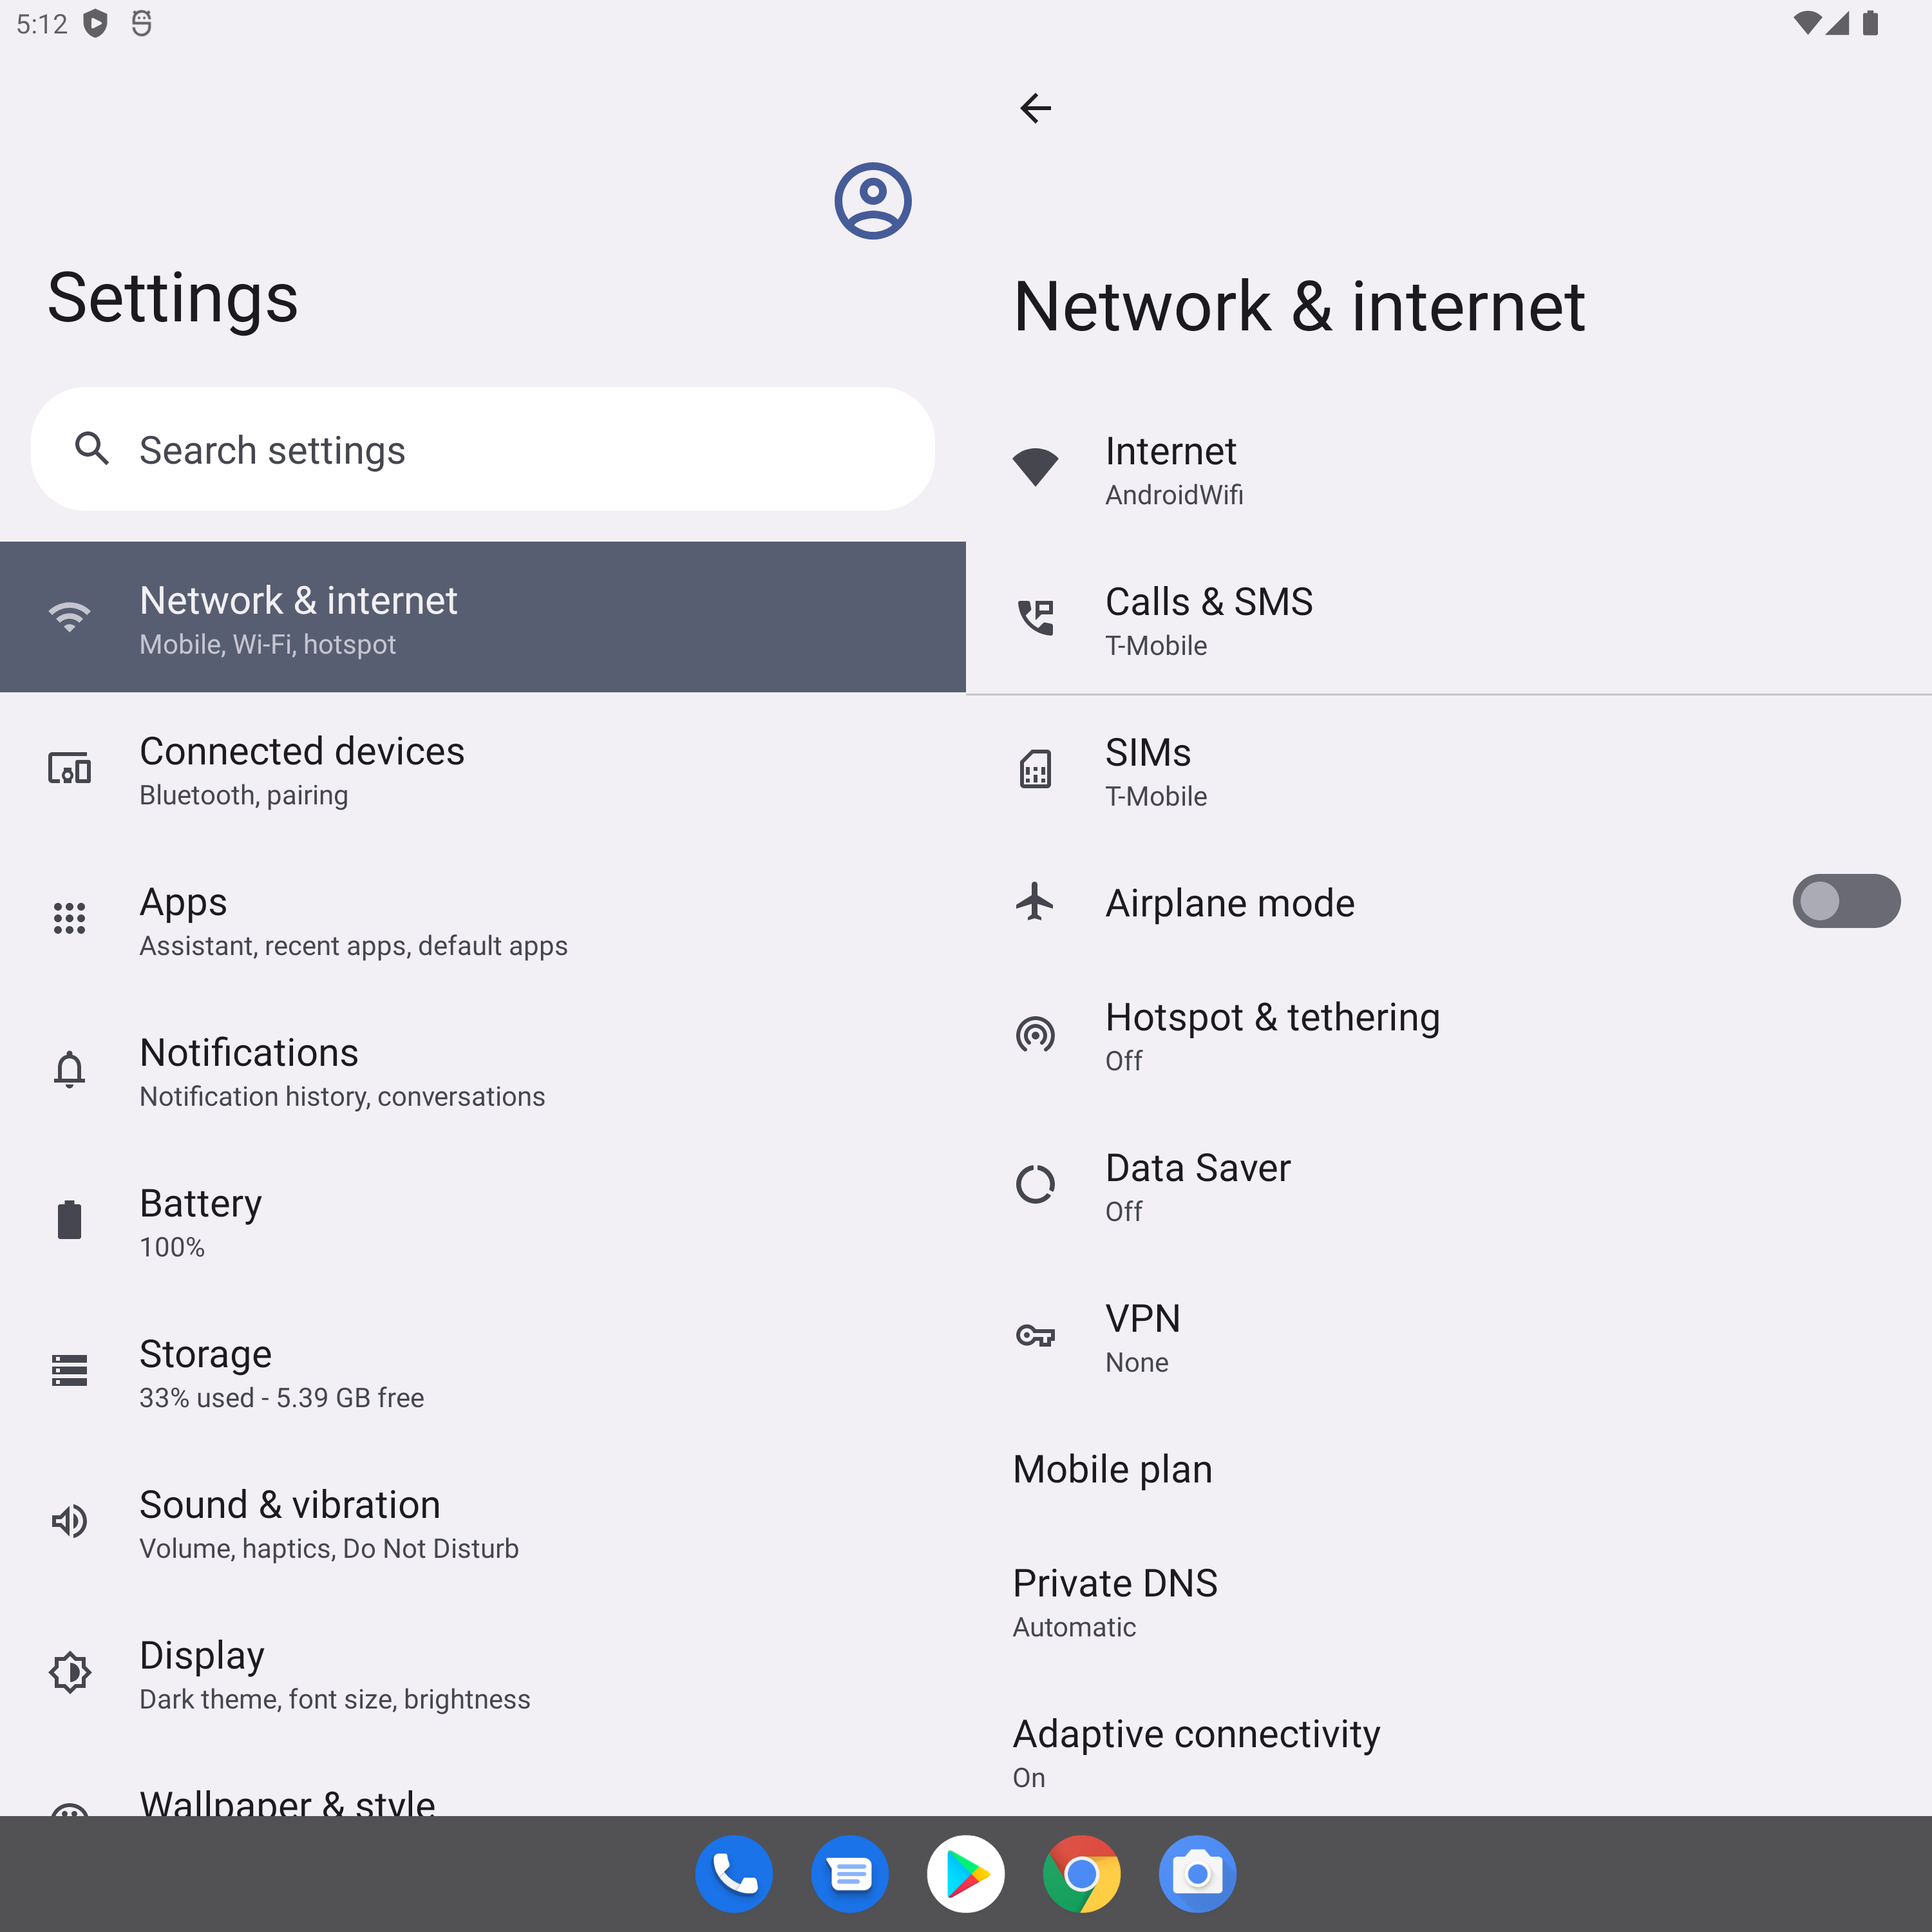 5:12
Settings
Search settings
Network & internet
Mobile, Wi-Fi, hotspot
Connected devices
Bluetooth, pairing
Apps
Assistant, recent apps, default apps
Notifications
Notification history, conversations
Battery
100%
Storage
33% used - 5.39 GB free
Sound & vibration
Volume, haptics, Do Not Disturb
Display
Dark theme, font size, brightness
Wallpaper & style
Network & internet
Internet
AndroidWifi
Calls & SMS
T-Mobile
SIMs
T-Mobile
Airplane mode
Hotspot & tethering
Off
Data Saver
Off
VPN
None
Mobile plan
Private DNS
Automatic
Adaptive connectivity
On